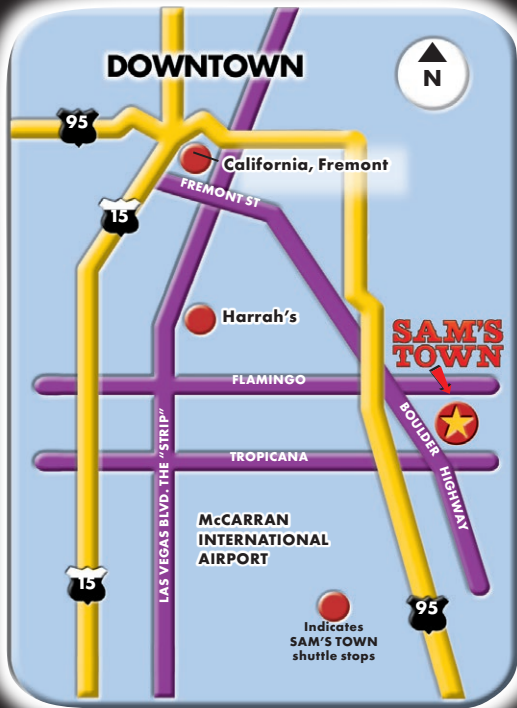 DOWNTOWN
N
95
California, Fremont
FREMONT ST
15
Harrah's
SAM'S
TOWN
FLAMINGO
BOULDER HIGHWAY
TROPICANA
LAS VEGAS BLVD. THE "STRIP"
McCARRAN
INTERNATIONAL
AIRPORT
15
95
Indicates
SAM'S TOWN
shuttle stops